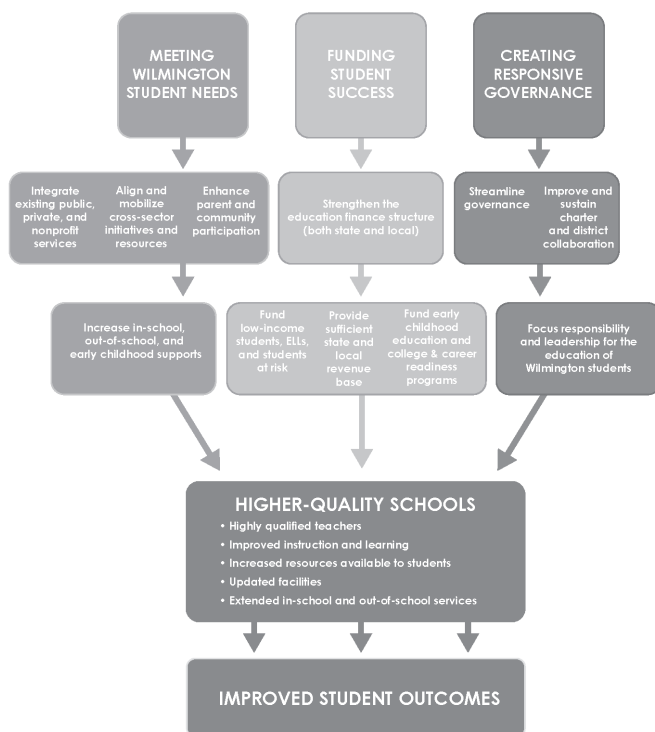 MEETING
WILMINGTON
STUDENT NEEDS
FUNDING
STUDENT
SUCCESS
CREATING
RESPONSIVE
GOVERNANCE
Integrate
existing public,
private, and
nonprofit
services
Align and
mobilize
cross-sector
initiatives and
resources
Enhance
parent and
community
participation
Strengthen the
education finance structure
(both state and local)
Streamline
governance
Improve and
sustain
charter
and district
collaboration
Increase in-school,
out-of-school, and
early childhood supports
Fund
low-income
students, ELLs,
and students
at risk
Provide
sufficient
state and
local
revenue
base
Fund early
childhood
education and
college & career
readiness
programs
Focus responsibility
and leadership for the
education of
Wilmington students
HIGHER-QUALITY SCHOOLS
• Highly qualified teachers
• Improved instruction and learning
• Increased resources available to students
• Updated facilities
• Extended in-school and out-of-school services
IMPROVED STUDENT OUTCOMES